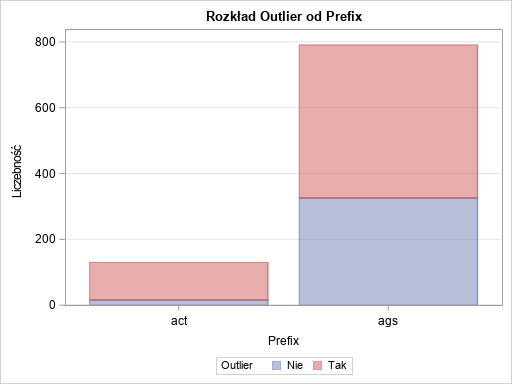 Rozkład Outlier od Prefix
800
600
400
200
0
Liczebność
act
ags
Prefix
Outlier Nie Tak